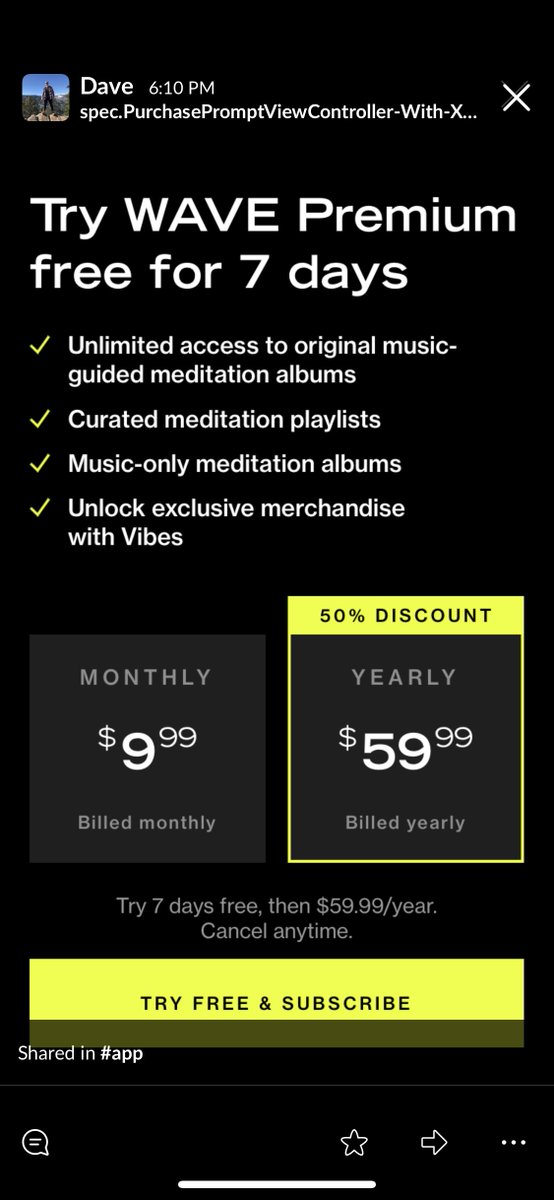 Dave 6:10 PM
spec.PurchasePromptViewController-With-X...
Try WAVE Premium
free for 7 days
Unlimited access to original music-
guided meditation albums
Curated meditation playlists
Music-only meditation albums
Unlock exclusive merchandise
with Vibes
50% DISCOUNT
MONTHLY
$9.99
Billed monthly
YEARLY
$59.99
Billed yearly
Try 7 days free, then $59.99/year.
Cancel anytime.
TRY FREE & SUBSCRIBE
Shared in #app